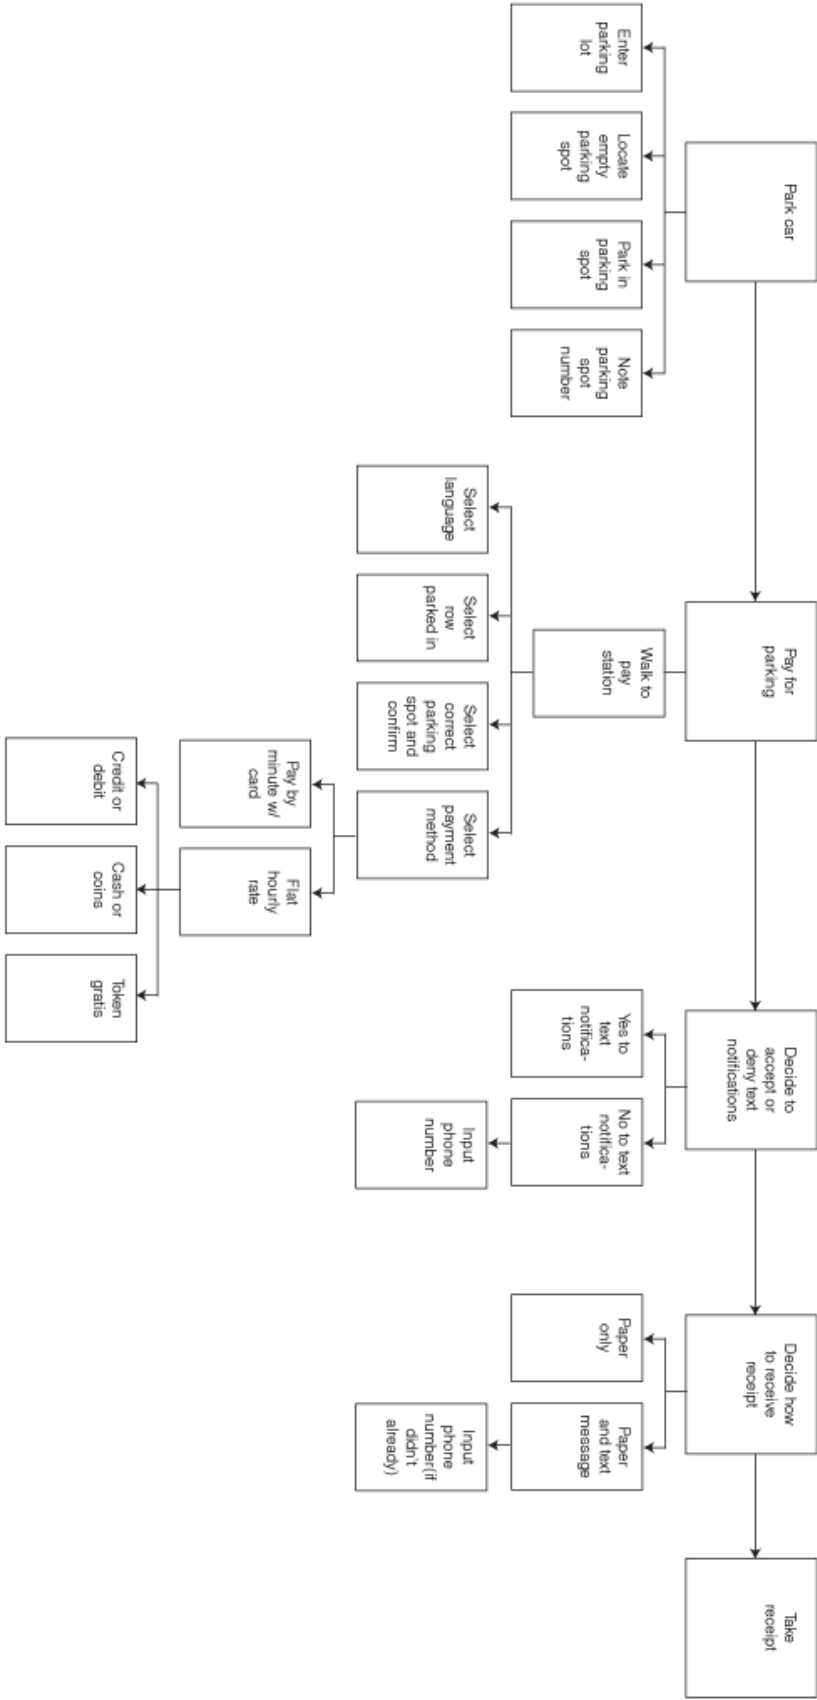 Park car
Enter
parking
lot
Locate
empty
parking
spot
Park in
parking
spot
Note
parking
spot
number
Pay for
parking
Walk to
pay
station
Select
language
Select
row
parked in
Select
correct
parking
spot and
confirm
Select
payment
method
Pay by
minute w/
card
Flat
hourly
rate
Credit or
debit
Cash or
coins
Token
gratis
Decide to
accept or
deny text
notifications
Yes to
text
notifica-
tions
No to text
notifica-
tions
Input
phone
number
Decide how
to receive
receipt
Paper
only
Paper
and text
message
Input
phone
number(if
didn't
already)
Take
receipt